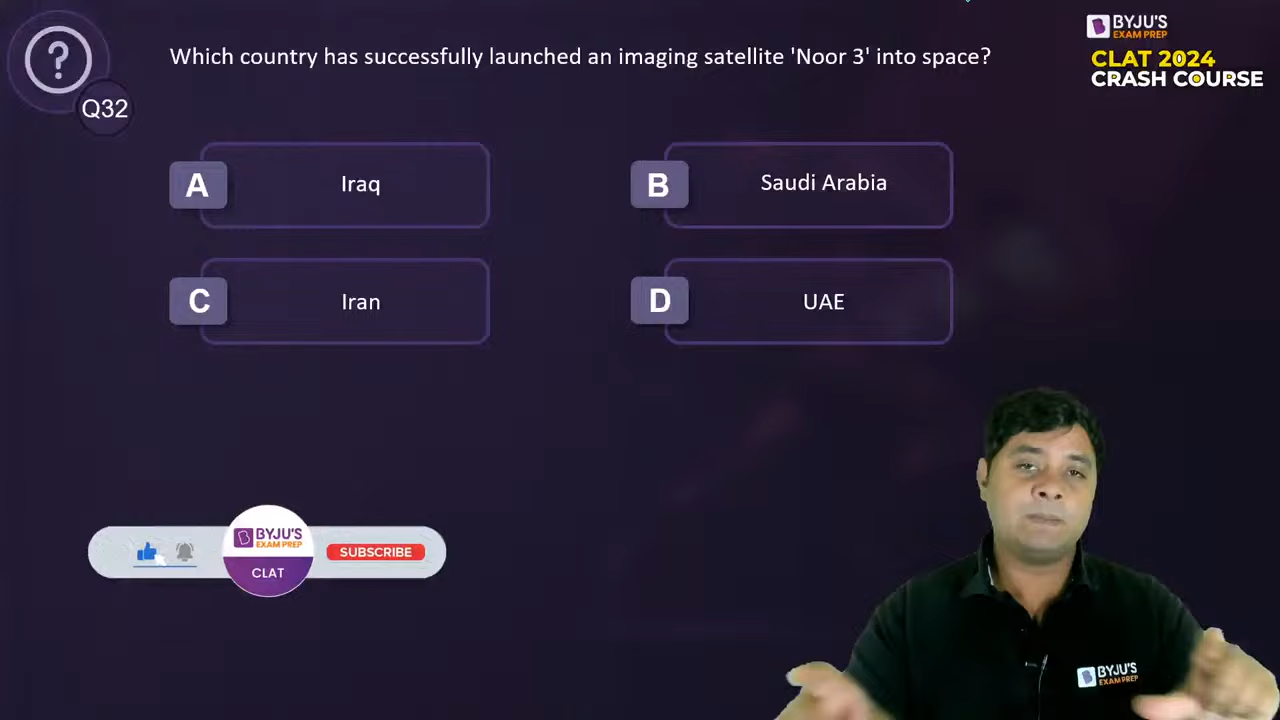 Which country has successfully launched an imaging satellite 'Noor 3' into space?
BYJU'S
EXAM PREP
CLAT 2024
CRASH COURSE
?
Q32
A
Iraq
B
Saudi Arabia
C
Iran
D
UAE
BYJU'S
EXAM PREP
CLAT
SUBSCRIBE
BYJU'S
EXAM PREP